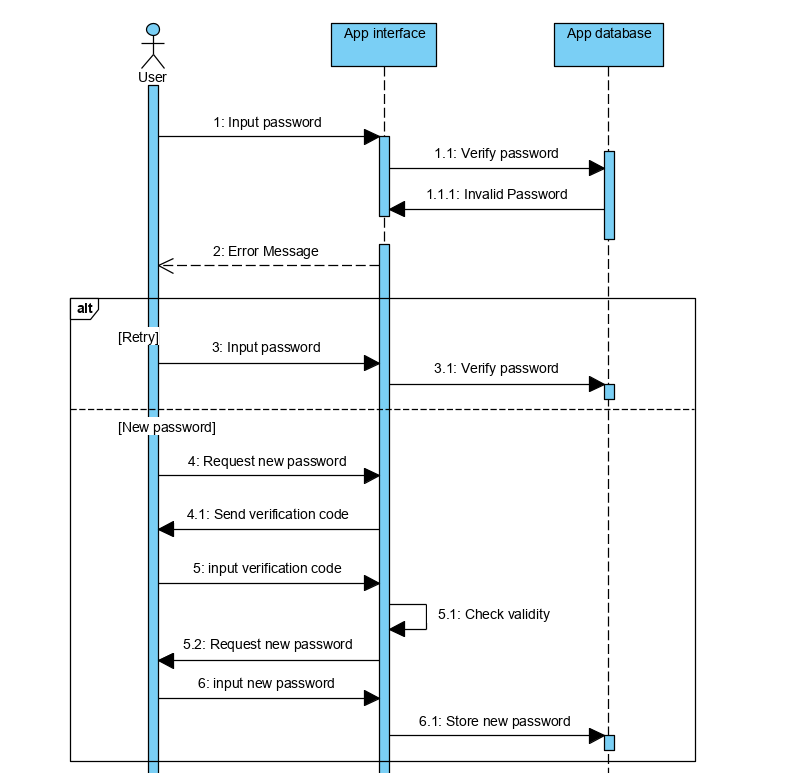 App interface
App database
User
1: Input password
1.1: Verify password
1.1.1: Invalid Password
2: Error Message
alt
[Retry]
3: Input password
3.1: Verify password
[New password]
4: Request new password
4.1: Send verification code
5: input verification code
5.1: Check validity
5.2: Request new password
6: input new password
6.1: Store new password